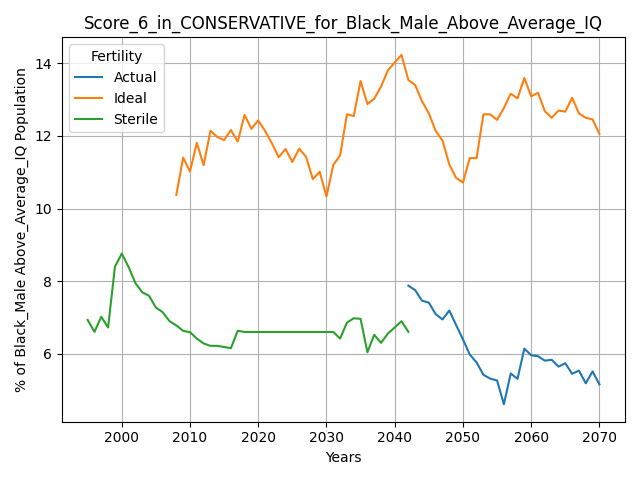 Score_6_in_CONSERVATIVE_for_Black_Male_Above_Average_IQ
Fertility
Actual
Ideal
Sterile
% of Black_Male Above_Average_IQ Population
14
12
10
8
6
2000 2010 2020 2030 2040 2050 2060 2070
Years